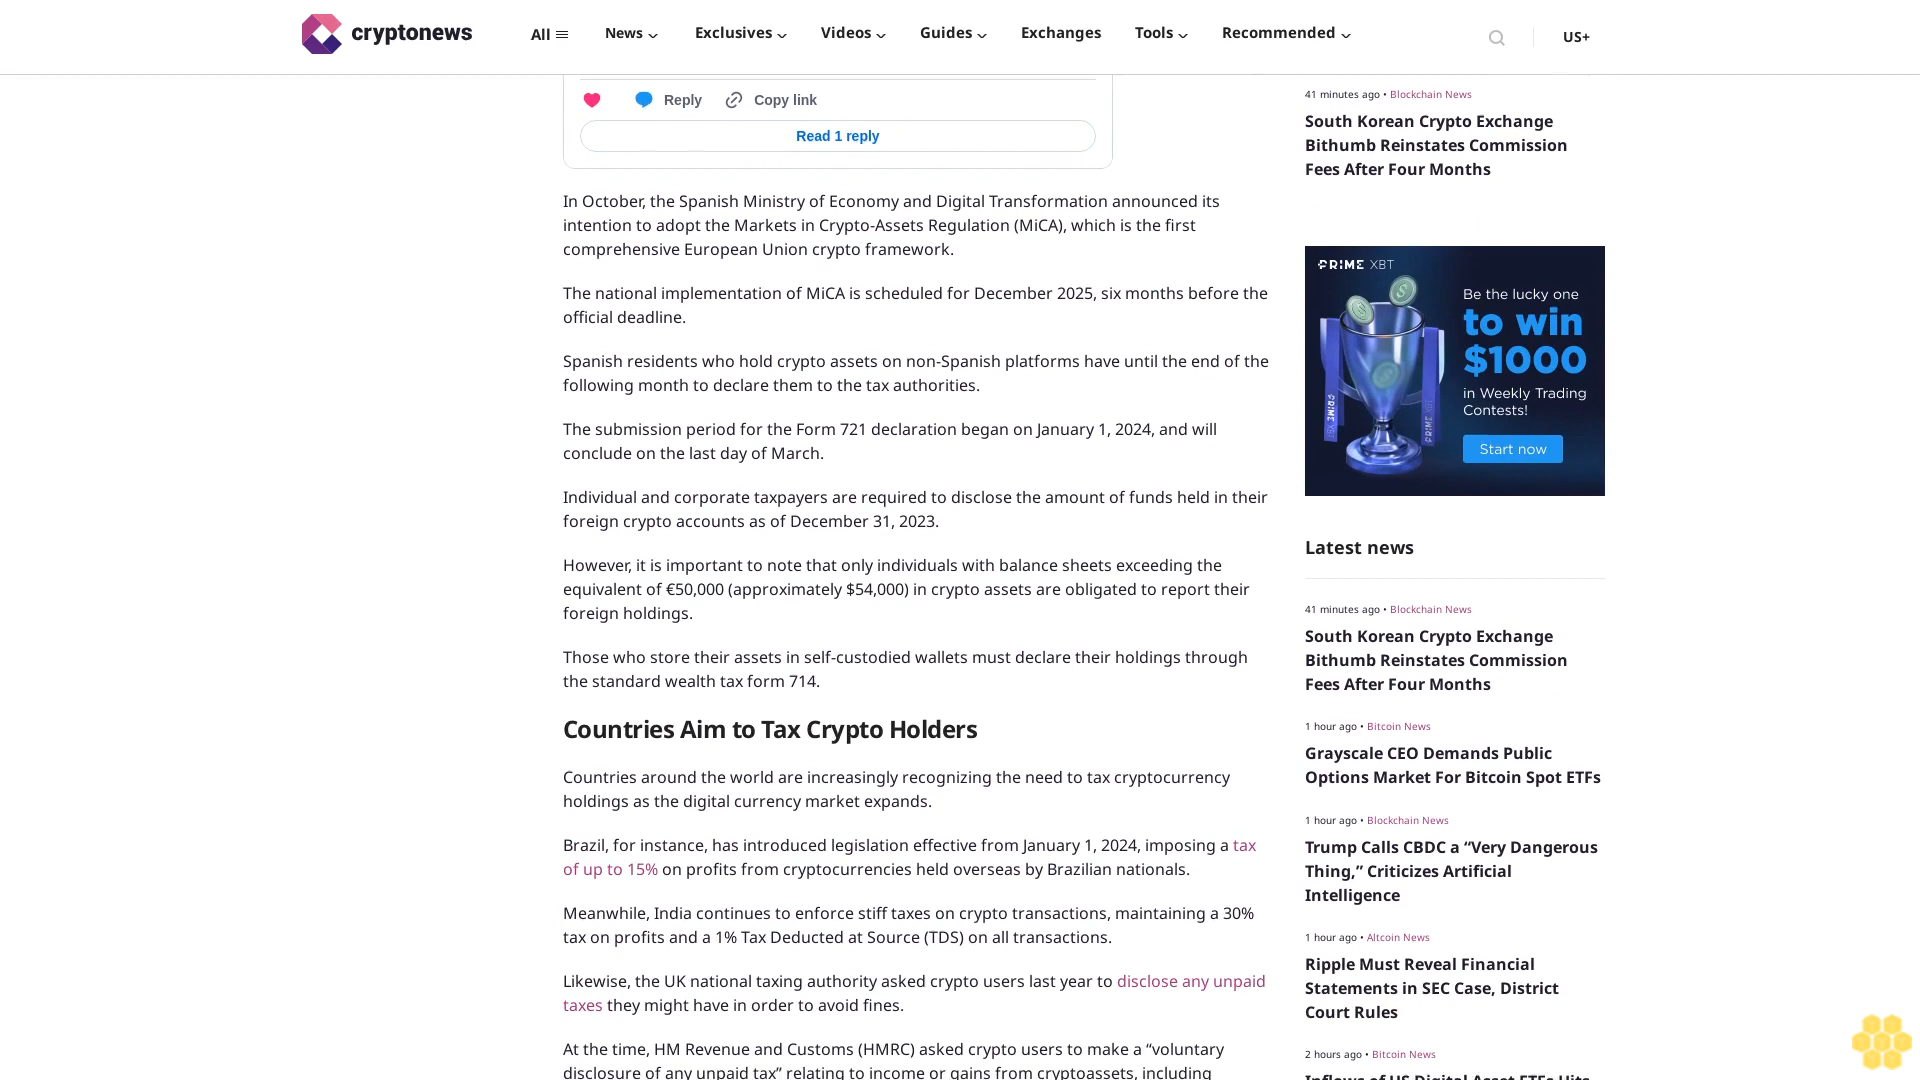 cryptonews
All
News
Exclusives
Videos
Guides
Exchanges
Tools
Recommended
US+
Reply
Copy link
Read 1 reply
In October, the Spanish Ministry of Economy and Digital Transformation announced its
intention to adopt the Markets in Crypto-Assets Regulation (MiCA), which is the first
comprehensive European Union crypto framework.
The national implementation of MiCA is scheduled for December 2025, six months before the
official deadline.
Spanish residents who hold crypto assets on non-Spanish platforms have until the end of the
following month to declare them to the tax authorities.
The submission period for the Form 721 declaration began on January 1, 2024, and will
conclude on the last day of March.
Individual and corporate taxpayers are required to disclose the amount of funds held in their
foreign crypto accounts as of December 31, 2023.
However, it is important to note that only individuals with balance sheets exceeding the
equivalent of €50,000 (approximately $54,000) in crypto assets are obligated to report their
foreign holdings.
Those who store their assets in self-custodied wallets must declare their holdings through
the standard wealth tax form 714.
Countries Aim to Tax Crypto Holders
Countries around the world are increasingly recognizing the need to tax cryptocurrency
holdings as the digital currency market expands.
Brazil, for instance, has introduced legislation effective from January 1, 2024, imposing a tax
of up to 15% on profits from cryptocurrencies held overseas by Brazilian nationals.
Meanwhile, India continues to enforce stiff taxes on crypto transactions, maintaining a 30%
tax on profits and a 1% Tax Deducted at Source (TDS) on all transactions.
Likewise, the UK national taxing authority asked crypto users last year to disclose any unpaid
taxes they might have in order to avoid fines.
At the time, HM Revenue and Customs (HMRC) asked crypto users to make a “voluntary
disclosure of any unpaid tax” relating to income or gains from cryptoassets, including
41 minutes ago • Blockchain News
South Korean Crypto Exchange
Bithumb Reinstates Commission
Fees After Four Months
PRIME XBT
Be the lucky one
to win
$1000
in Weekly Trading
Contests!
Start now
PRIME XBT
PRIME XBT
Latest news
41 minutes ago • Blockchain News
South Korean Crypto Exchange
Bithumb Reinstates Commission
Fees After Four Months
1 hour ago • Bitcoin News
Grayscale CEO Demands Public
Options Market For Bitcoin Spot ETFs
1 hour ago • Blockchain News
Trump Calls CBDC a “Very Dangerous
Thing,” Criticizes Artificial
Intelligence
1 hour ago • Altcoin News
Ripple Must Reveal Financial
Statements in SEC Case, District
Court Rules
2 hours ago • Bitcoin News
Inflows of US Digital Asset ETFs Hits